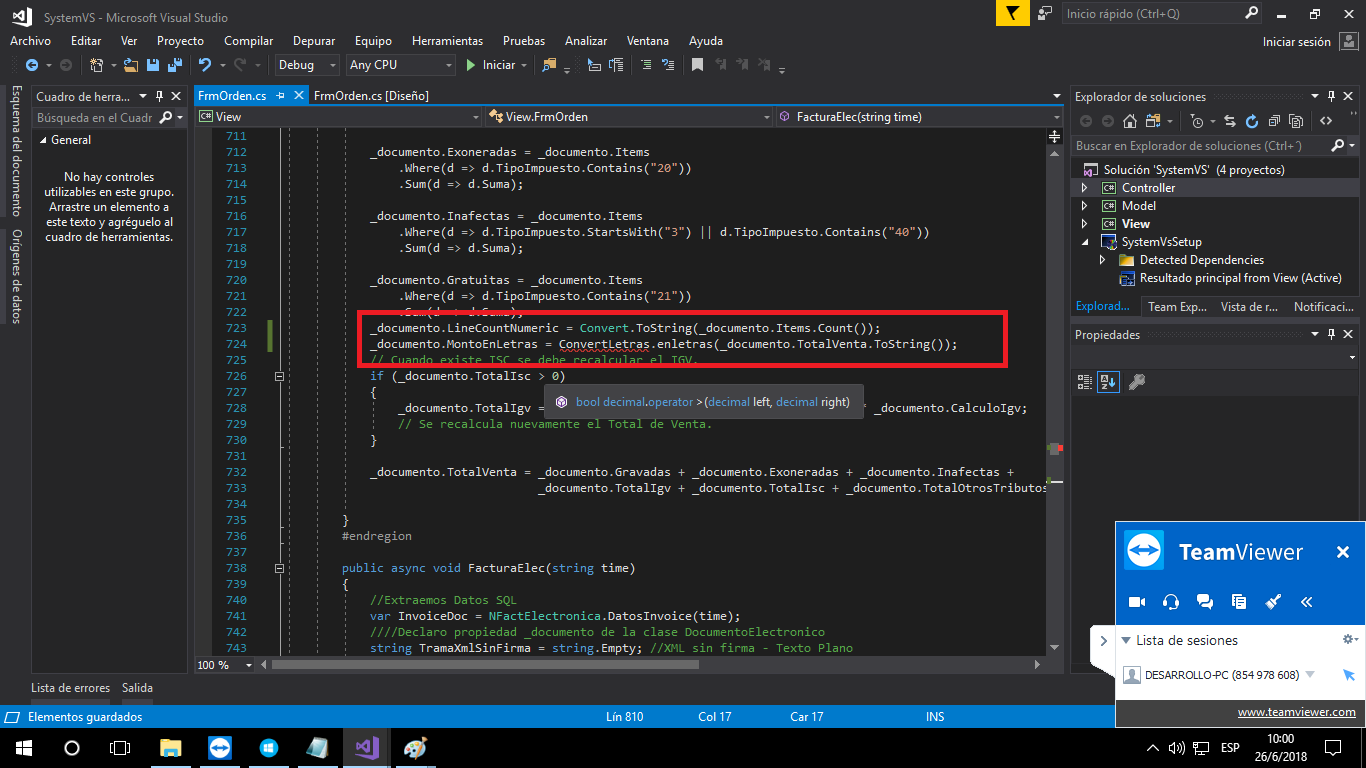 SystemVS - Microsoft Visual Studio
Inicio rápido (Ctrl+Q)
Archivo Editar Ver Proyecto Compilar Depurar Equipo Herramientas Pruebas Analizar Ventana Ayuda
Iniciar sesión
Debug Any CPU Iniciar
Esquema del documento
Orígenes de datos
Cuadro de herra...
Búsqueda en el Cuadr
General
No hay controles
utilizables en este grupo.
Arrastre un elemento a
este texto y agréguelo al
cuadro de herramientas.
FrmOrden.cs FrmOrden.cs [Diseño]
View View.FrmOrden FacturaElec(string time)
711
712 _documento.Exoneradas = _documento.Items
713 .Where(d => d.TipoImpuesto.Contains("20"))
714 .Sum(d => d.Suma);
715
716 _documento.Inafectas = _documento.Items
717 .Where(d => d.TipoImpuesto.StartsWith("3") || d.TipoImpuesto.Contains("40"))
718 .Sum(d => d.Suma);
719
720 _documento.Gratuitas = _documento.Items
721 .Where(d => d.TipoImpuesto.Contains("21"))
722 .Sum(d => d.Suma);
723 _documento.LineCountNumeric = Convert.ToString(_documento.Items.Count());
724 _documento.MontoEnLetras = ConvertLetras.enletras(_documento.TotalVenta.ToString());
725 // Cuando existe ISC se debe recalcular el IGV.
726 if (_documento.TotalIsc > 0)
727 {
bool decimal.operator >(decimal left, decimal right)
728 _documento.TotalIgv = * _documento.CalculoIgv;
729 // Se recalcula nuevamente el Total de Venta.
730 }
731
732 _documento.TotalVenta = _documento.Gravadas + _documento.Exoneradas + _documento.Inafectas +
733 _documento.TotalIgv + _documento.TotalIsc + _documento.TotalOtrosTributos
734
735 }
736 #endregion
737
738 public async void FacturaElec(string time)
739 {
740 //Extraemos Datos SQL
741 var InvoiceDoc = NFactElectronica.DatosInvoice(time);
742 ////Declaro propiedad _documento de la clase DocumentoElectronico
743 string TramaXmlSinFirma = string.Empty; //XML sin firma - Texto Plano
100 %
Explorador de soluciones
Buscar en Explorador de soluciones (Ctrl+´)
Solución 'SystemVS' (4 proyectos)
Controller
Model
View
SystemVsSetup
Detected Dependencies
Resultado principal from View (Active)
Explorad... Team Exp... Vista de r... Notificaci...
Propiedades
TeamViewer
Lista de sesiones
DESARROLLO-PC (854 978 608)
www.teamviewer.com
Lista de errores Salida
Elementos guardados Lín 810 Col 17 Car 17 INS
ESP
10:00
26/6/2018